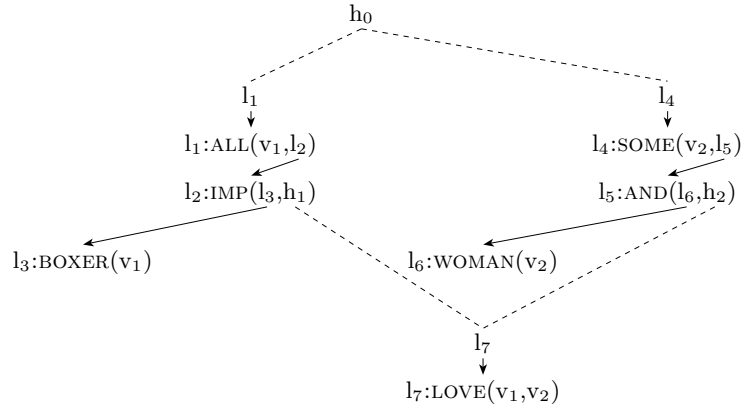 h₀
l₁ l₄
l₁:ALL(v₁,l₂) l₄:SOME(v₂,l₅)
l₂:IMP(l₃,h₁) l₅:AND(l₆,h₂)
l₃:BOXER(v₁) l₆:WOMAN(v₂)
l₇
l₇:LOVE(v₁,v₂)